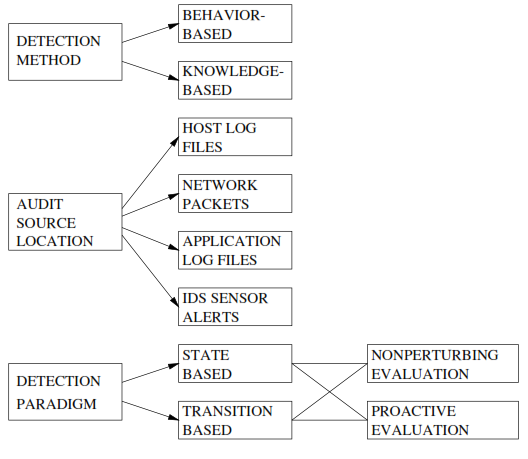 DETECTION
METHOD
BEHAVIOR-
BASED
KNOWLEDGE-
BASED
AUDIT
SOURCE
LOCATION
HOST LOG
FILES
NETWORK
PACKETS
APPLICATION
LOG FILES
IDS SENSOR
ALERTS
DETECTION
PARADIGM
STATE
BASED
TRANSITION
BASED
NONPERTURBING
EVALUATION
PROACTIVE
EVALUATION